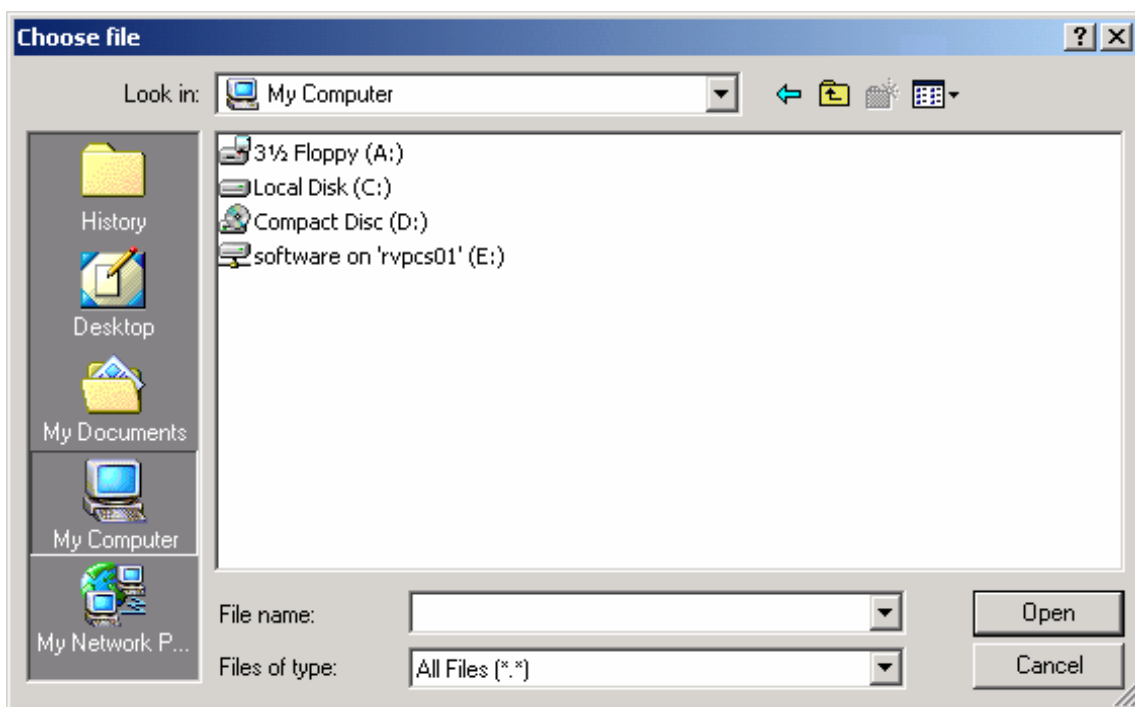 Choose file
Look in: My Computer
3½ Floppy (A:)
Local Disk (C:)
Compact Disc (D:)
software on 'rvpcs01' (E:)
History
Desktop
My Documents
My Computer
My Network P...
File name:
Open
Files of type: All Files (*.*)
Cancel